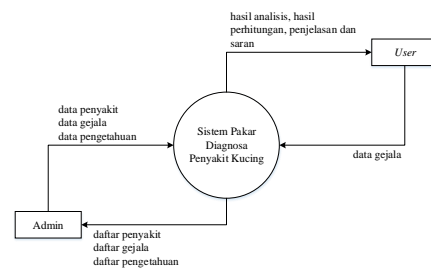 hasil analisis, hasil
perhitungan, penjelasan dan
saran
User
data penyakit
data gejala
data pengetahuan
Sistem Pakar
Diagnosa
Penyakit Kucing
data gejala
Admin
daftar penyakit
daftar gejala
daftar pengetahuan